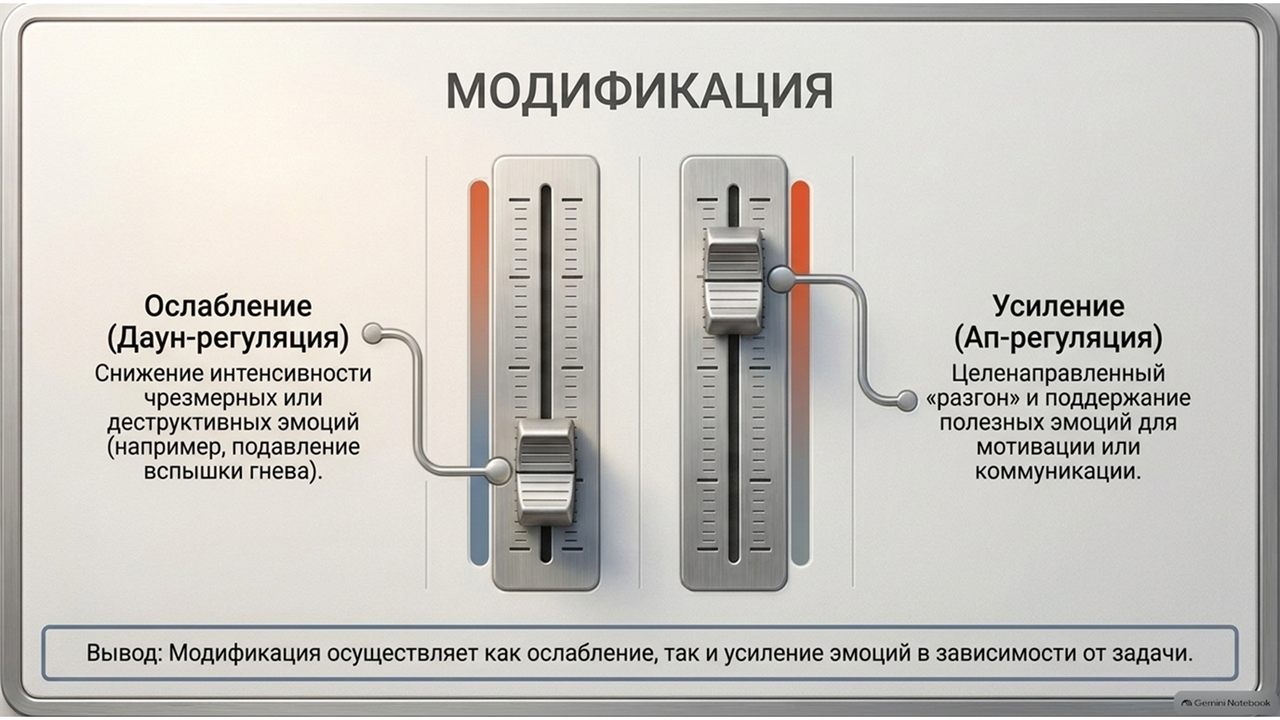 МОДИФИКАЦИЯ
Ослабление
(Даун-регуляция)
Снижение интенсивности
чрезмерных или
деструктивных эмоций
(например, подавление
вспышки гнева).
Усиление
(Ап-регуляция)
Целенаправленный
«разгон» и поддержание
полезных эмоций для
мотивации или
коммуникации.
Вывод: Модификация осуществляет как ослабление, так и усиление эмоций в зависимости от задачи.
Gemini Notebook